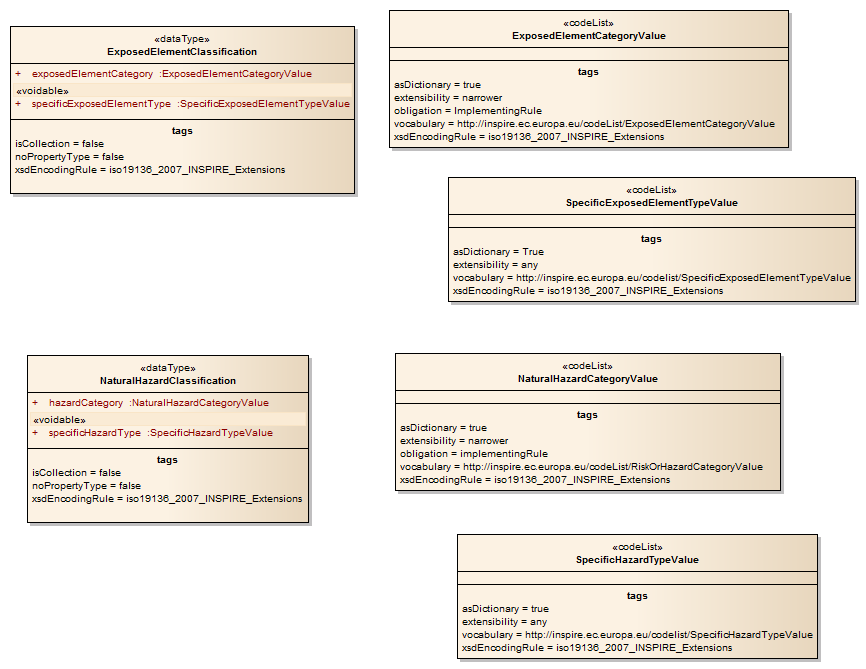 «dataType»
ExposedElementClassification
+ exposedElementCategory :ExposedElementCategoryValue
«voidable»
+ specificExposedElementType :SpecificExposedElementTypeValue
tags
isCollection = false
noPropertyType = false
xsdEncodingRule = iso19136_2007_INSPIRE_Extensions
«codeList»
ExposedElementCategoryValue
tags
asDictionary = true
extensibility = narrower
obligation = ImplementingRule
vocabulary = http://inspire.ec.europa.eu/codeList/ExposedElementCategoryValue
xsdEncodingRule = iso19136_2007_INSPIRE_Extensions
«codeList»
SpecificExposedElementTypeValue
tags
asDictionary = True
extensibility = any
vocabulary = http://inspire.ec.europa.eu/codelist/SpecificExposedElementTypeValue
xsdEncodingRule = iso19136_2007_INSPIRE_Extensions
«dataType»
NaturalHazardClassification
+ hazardCategory :NaturalHazardCategoryValue
«voidable»
+ specificHazardType :SpecificHazardTypeValue
tags
isCollection = false
noPropertyType = false
xsdEncodingRule = iso19136_2007_INSPIRE_Extensions
«codeList»
NaturalHazardCategoryValue
tags
asDictionary = true
extensibility = narrower
obligation = implementingRule
vocabulary = http://inspire.ec.europa.eu/codeList/RiskOrHazardCategoryValue
xsdEncodingRule = iso19136_2007_INSPIRE_Extensions
«codeList»
SpecificHazardTypeValue
tags
asDictionary = true
extensibility = any
vocabulary = http://inspire.ec.europa.eu/codelist/SpecificHazardTypeValue
xsdEncodingRule = iso19136_2007_INSPIRE_Extensions